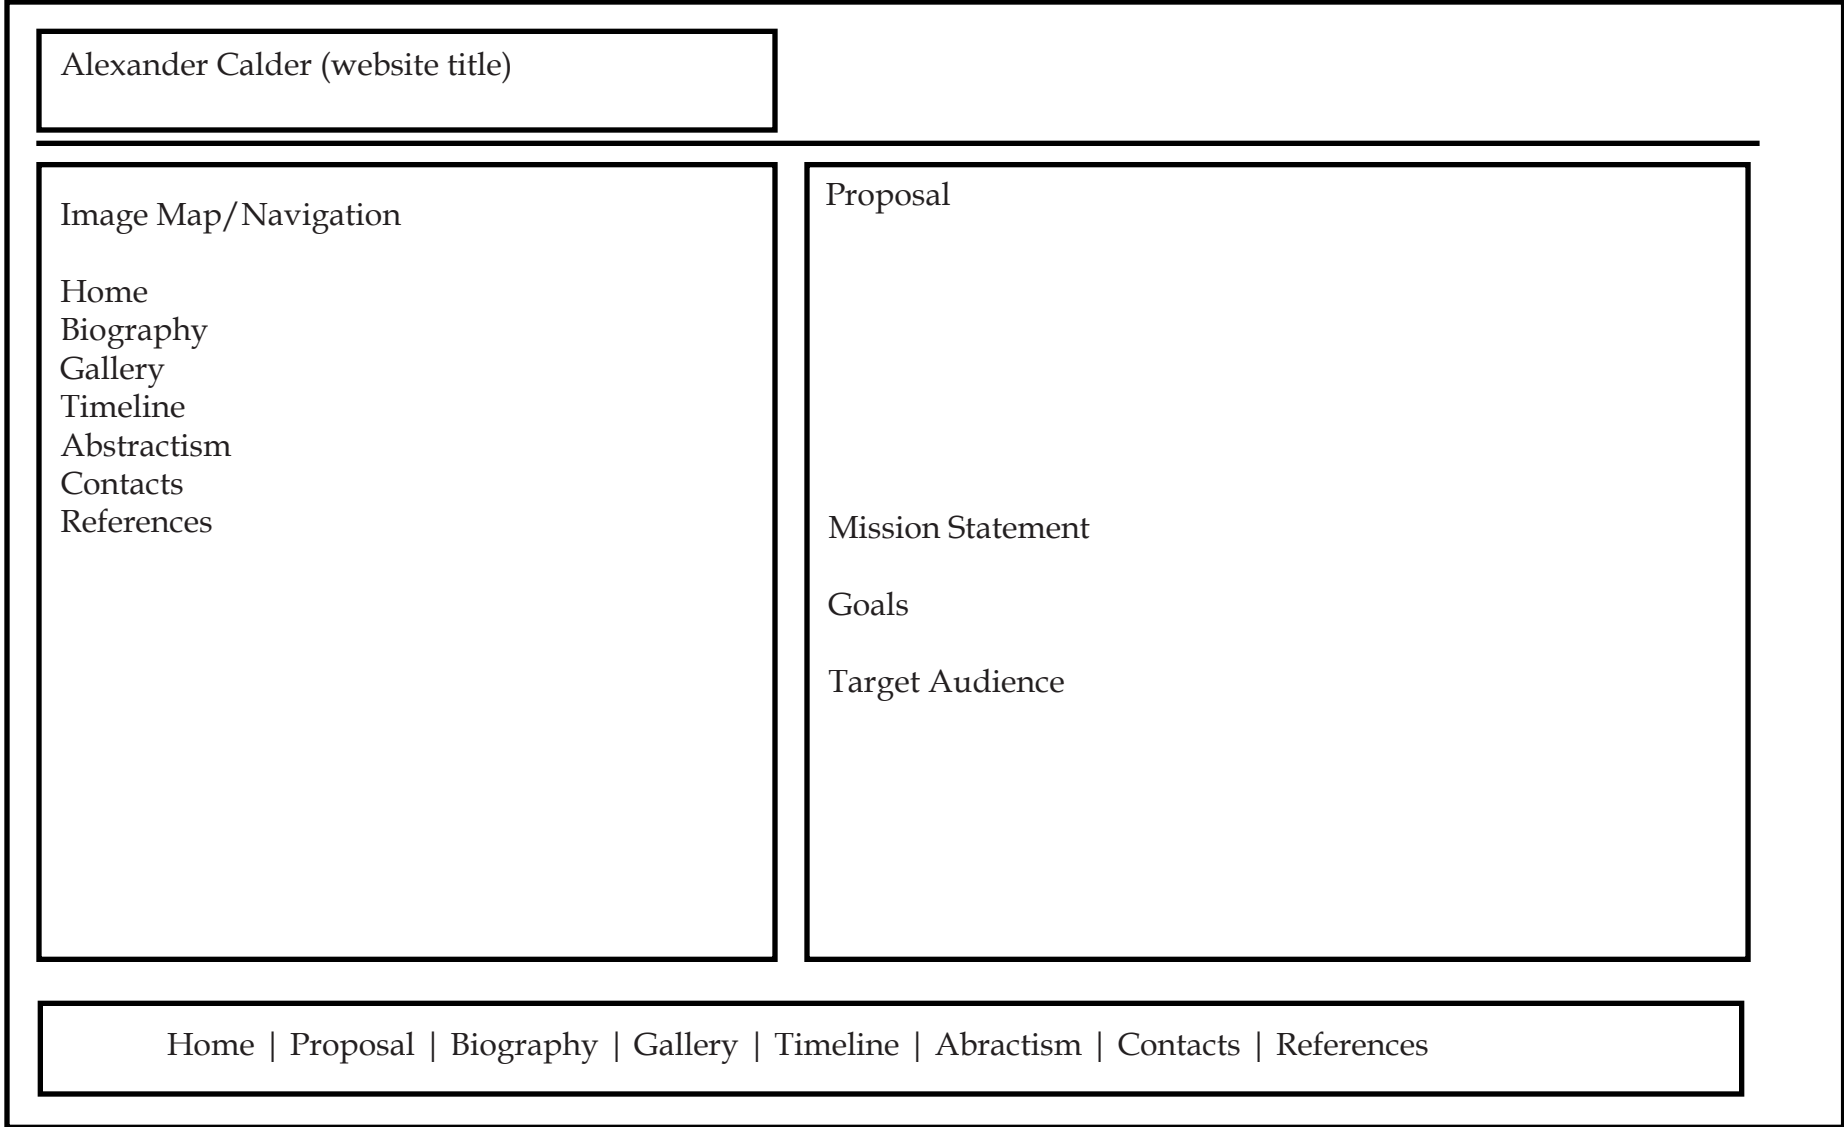 Alexander Calder (website title)
Image Map/Navigation
Home
Biography
Gallery
Timeline
Abstractism
Contacts
References
Proposal
Mission Statement
Goals
Target Audience
Home | Proposal | Biography | Gallery | Timeline | Abractism | Contacts | References